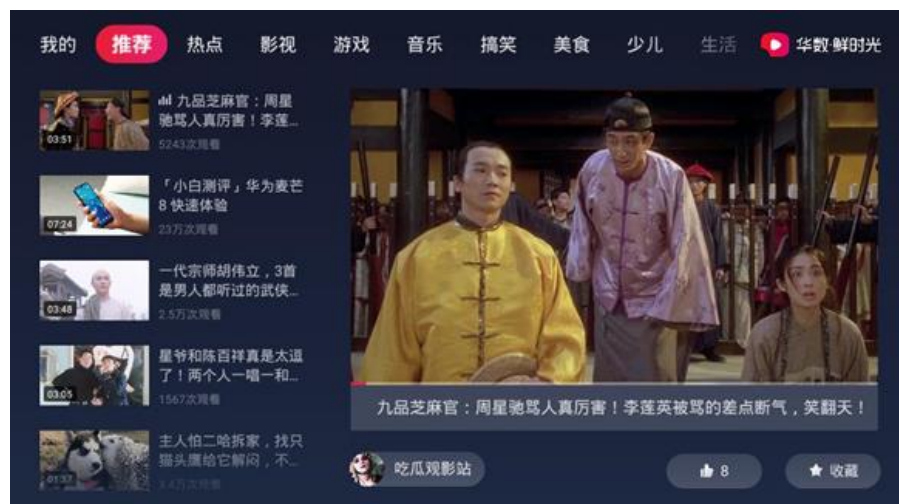 我的 推荐 热点 影视 游戏 音乐 搞笑 美食 少儿 生活 华数·鲜时光
九品芝麻官：周星
驰骂人真厉害！李莲...
03:51
5243次观看
「小白测评」华为麦芒
8 快速体验
07:24
23万次观看
一代宗师胡伟立，3首
是男人都听过的武侠...
03:48
2.5万次观看
星爷和陈百祥真是太逗
了！两个人一唱一和...
03:05
1567次观看
主人怕二哈拆家，找只
猫头鹰给它解闷，不...
01:37
3.4万次观看
九品芝麻官：周星驰骂人真厉害！李莲英被骂的差点断气，笑翻天！
吃瓜观影站
8
收藏